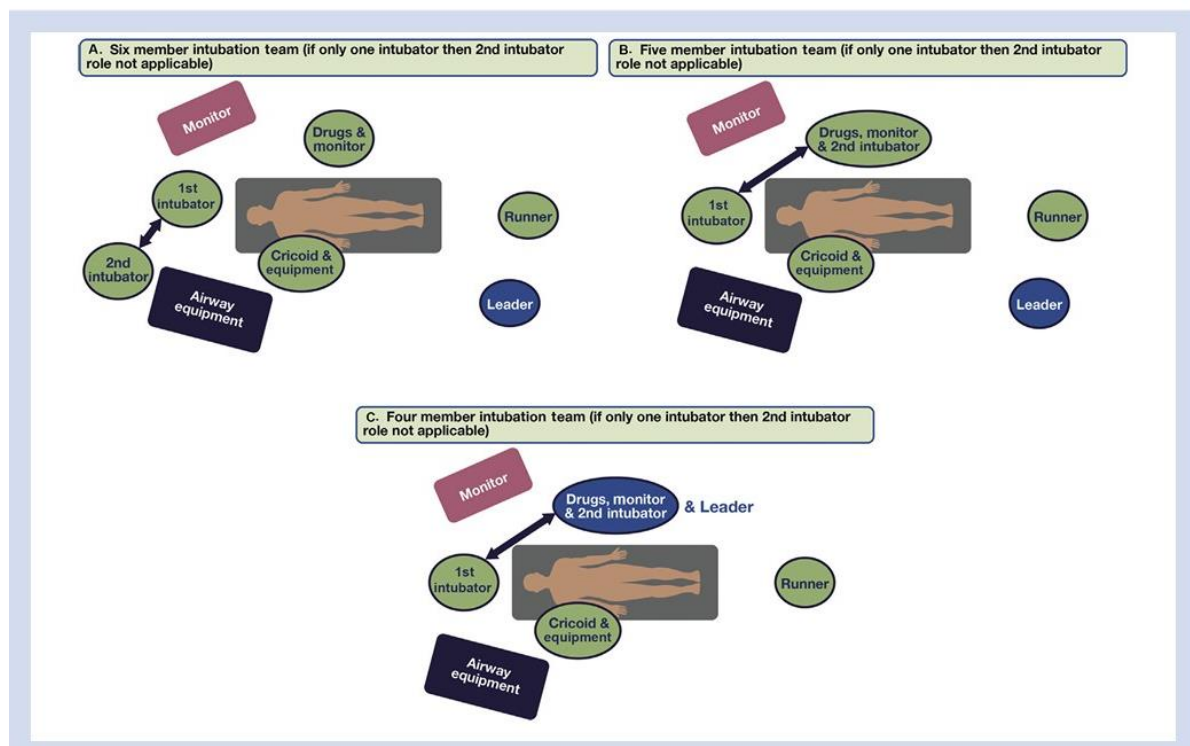 A. Six member intubation team (if only one intubator then 2nd intubator
role not applicable)
Monitor
Drugs &
monitor
1st
intubator
2nd
intubator
Cricoid &
equipment
Airway
equipment
Runner
Leader
B. Five member intubation team (if only one intubator then 2nd intubator
role not applicable)
Monitor
Drugs, monitor
& 2nd intubator
1st
intubator
Cricoid &
equipment
Airway
equipment
Runner
Leader
C. Four member intubation team (if only one intubator then 2nd intubator
role not applicable)
Monitor
Drugs, monitor
& 2nd intubator
& Leader
1st
intubator
Cricoid &
equipment
Airway
equipment
Runner